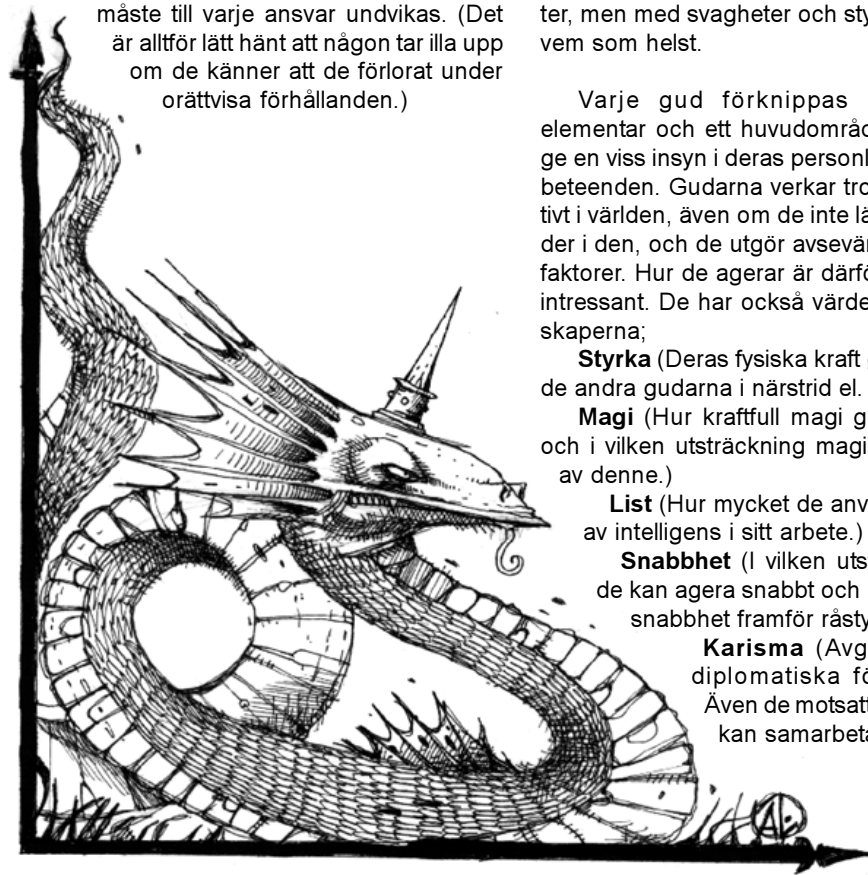 måste till varje ansvar undvikas. (Det
är alltför lätt hänt att någon tar illa upp
om de känner att de förlorat under
orättvisa förhållanden.)
ter, men med svagheter och sty
vem som helst.
Varje gud förknippas
elementar och ett huvudområd
ge en viss insyn i deras personl
beteenden. Gudarna verkar tro
tivt i världen, även om de inte lä
der i den, och de utgör avsevär
faktorer. Hur de agerar är därfö
intressant. De har också värde
skaperna;
Styrka (Deras fysiska kraft
de andra gudarna i närstrid el.
Magi (Hur kraftfull magi g
och i vilken utsträckning magi
av denne.)
List (Hur mycket de anv
av intelligens i sitt arbete.)
Snabbhet (I vilken uts
de kan agera snabbt och
snabbhet framför råsty
Karisma (Avg
diplomatiska fö
Även de motsatt
kan samarbeta